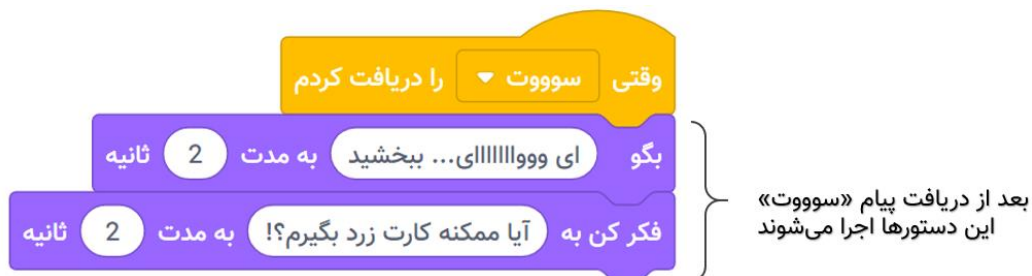 وقتی سوووت را دریافت کردم
بگو ای وووااااااای... ببخشید به مدت 2 ثانیه
فکر کن به آیا ممکنه کارت زرد بگیرم؟! به مدت 2 ثانیه
بعد از دریافت پیام «سوووت»
این دستورها اجرا می‌شوند